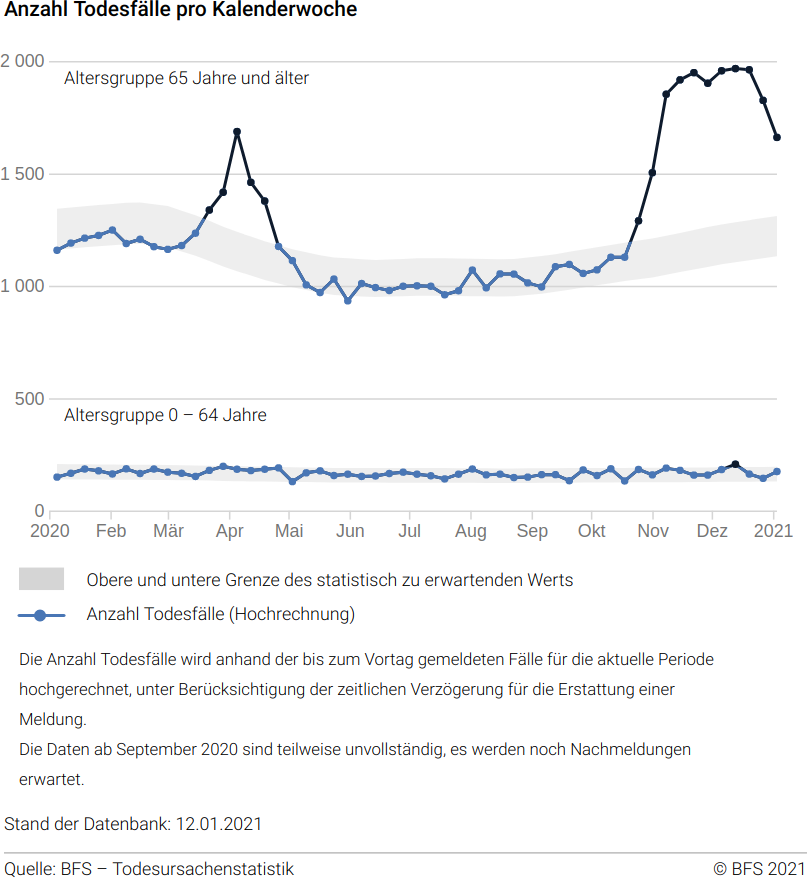 Anzahl Todesfälle pro Kalenderwoche
2 000
Altersgruppe 65 Jahre und älter
1 500
1 000
500
Altersgruppe 0 – 64 Jahre
0
2020 Feb Mär Apr Mai Jun Jul Aug Sep Okt Nov Dez 2021
Obere und untere Grenze des statistisch zu erwartenden Werts
Anzahl Todesfälle (Hochrechnung)
Die Anzahl Todesfälle wird anhand der bis zum Vortag gemeldeten Fälle für die aktuelle Periode
hochgerechnet, unter Berücksichtigung der zeitlichen Verzögerung für die Erstattung einer
Meldung.
Die Daten ab September 2020 sind teilweise unvollständig, es werden noch Nachmeldungen
erwartet.
Stand der Datenbank: 12.01.2021
Quelle: BFS – Todesursachenstatistik © BFS 2021